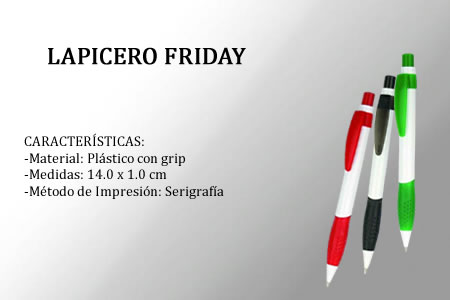 LAPICERO FRIDAY
CARACTERÍSTICAS:
-Material: Plástico con grip
-Medidas: 14.0 x 1.0 cm
-Método de Impresión: Serigrafía